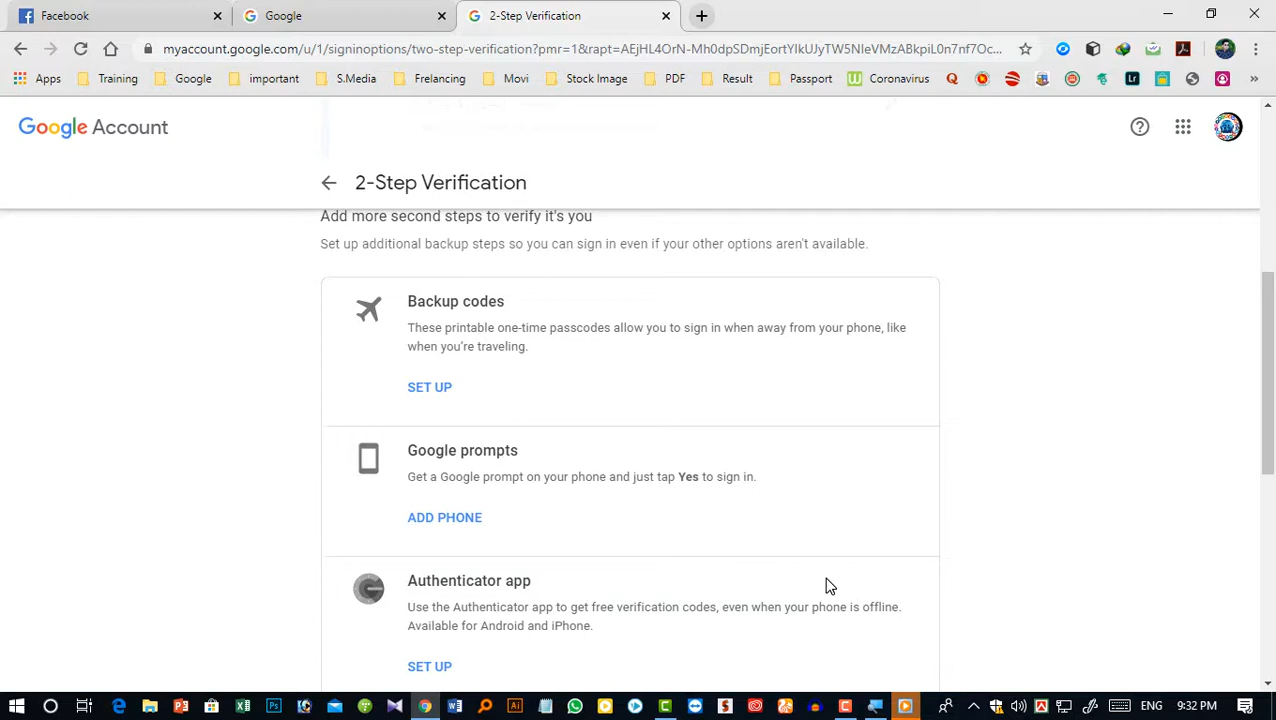 Facebook
Google
2-Step Verification
myaccount.google.com/u/1/signinoptions/two-step-verification?pmr=1&rapt=AEjHL4OrN-Mh0dpSDmjEortYIkUJyTW5NIeVMzABkpiL0n7nf7Oc...
Apps Training Google important S.Media Frelancing Movi Stock Image PDF Result Passport Coronavirus »
Google Account
2-Step Verification
Add more second steps to verify it's you
Set up additional backup steps so you can sign in even if your other options aren't available.
Backup codes
These printable one-time passcodes allow you to sign in when away from your phone, like
when you're traveling.
SET UP
Google prompts
Get a Google prompt on your phone and just tap Yes to sign in.
ADD PHONE
Authenticator app
Use the Authenticator app to get free verification codes, even when your phone is offline.
Available for Android and iPhone.
SET UP
ENG 9:32 PM